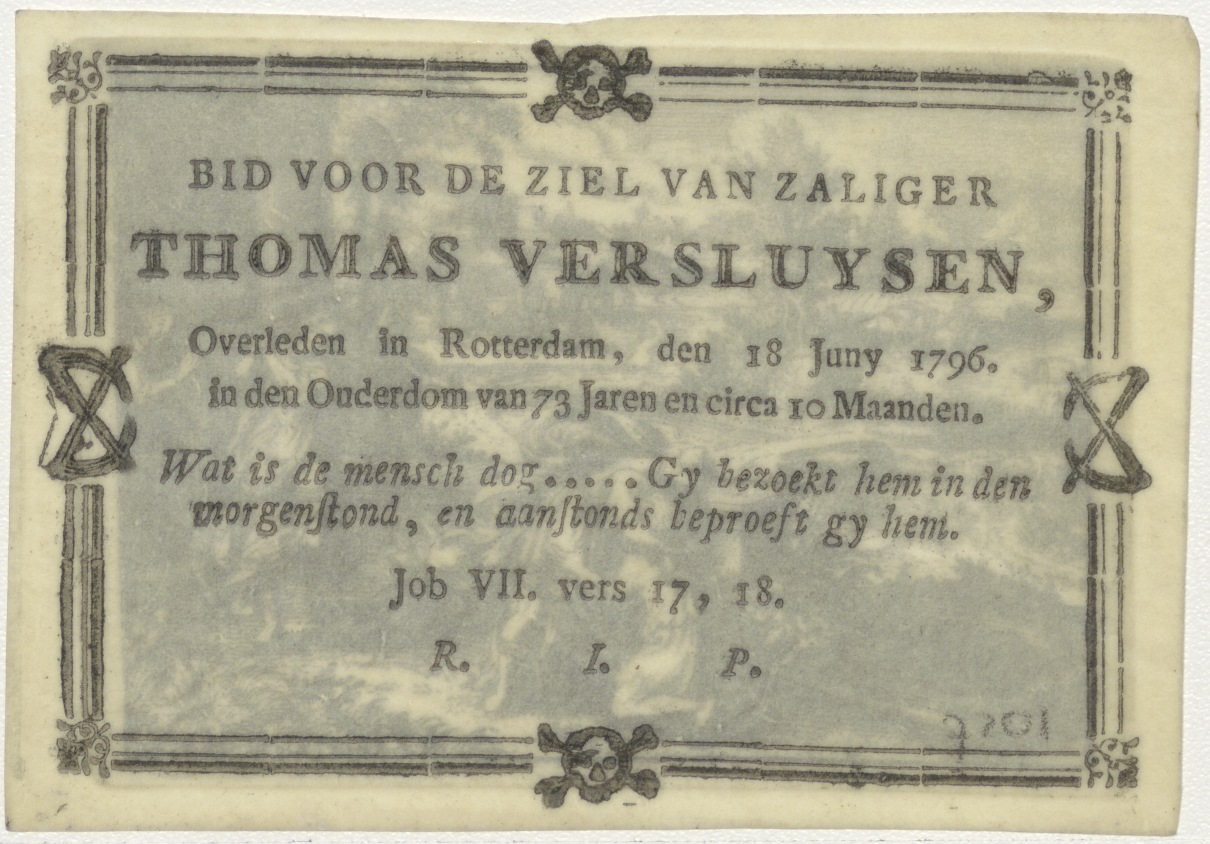 BID VOOR DE ZIEL VAN ZALIGER
THOMAS VERSLUYSEN,
Overleden in Rotterdam, den 18 Juny 1796.
in den Ouderdom van 73 Jaren en circa 10 Maanden.
Wat is de mensch dog.....Gy bezoekt hem in den
morgenſtond, en aanſtonds beproeft gy hem.
Job VII. vers 17, 18.
R. I. P.